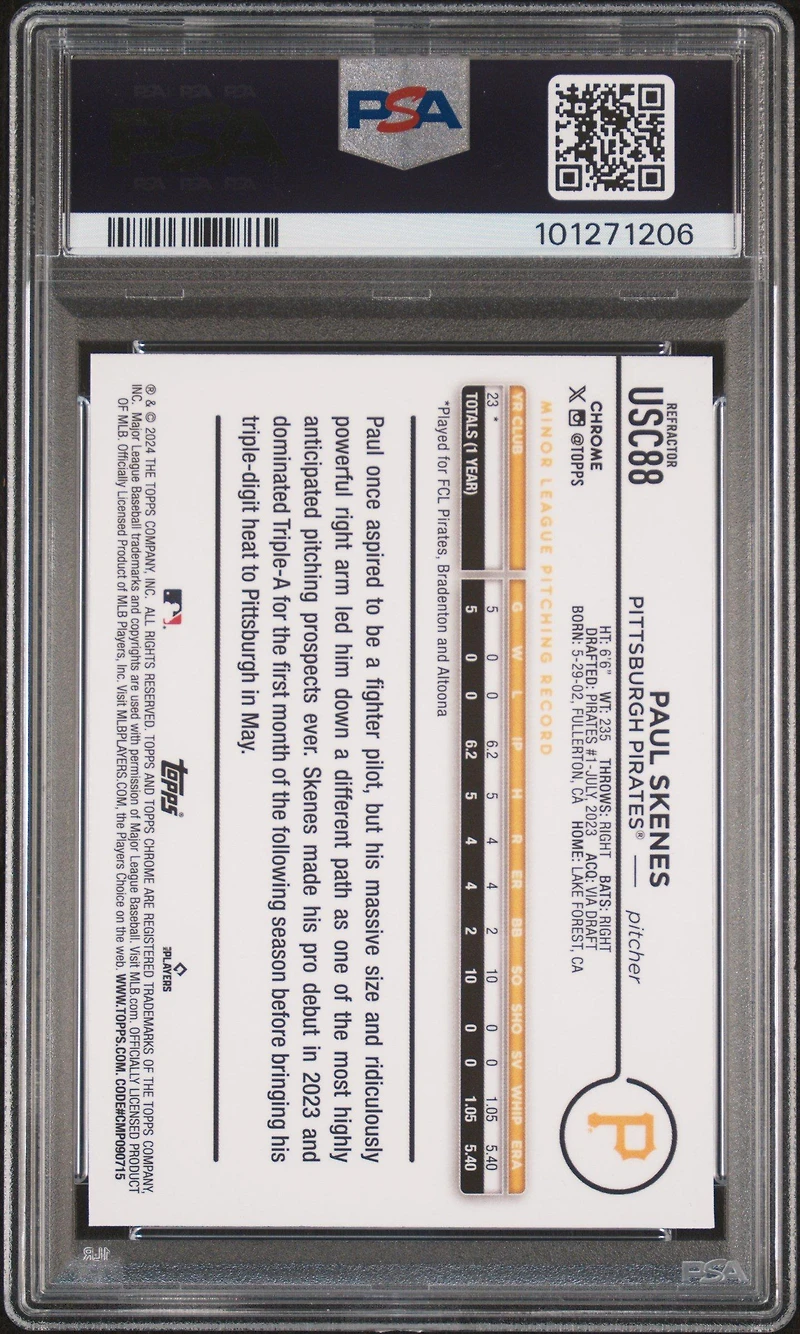 PSA
101271206
REFRACTOR
USC88
CHROME
@TOPPS
PAUL SKENES
PITTSBURGH PIRATES® — pitcher
HT: 6'6" WT: 235 THROWS: RIGHT BATS: RIGHT
DRAFTED: PIRATES #1-JULY, 2023 ACQ: VIA DRAFT
BORN: 5-29-02, FULLERTON, CA HOME: LAKE FOREST, CA
P
MINOR LEAGUE PITCHING RECORD
YR CLUB G W L IP H R ER BB SO SHO SV WHIP ERA
23 * 5 0 0 6.2 5 4 4 2 10 0 0 1.05 5.40
TOTALS (1 YEAR) 5 0 0 6.2 5 4 4 2 10 0 0 1.05 5.40
*Played for FCL Pirates, Bradenton and Altoona
Paul once aspired to be a fighter pilot, but his massive size and ridiculously
powerful right arm led him down a different path as one of the most highly
anticipated pitching prospects ever. Skenes made his pro debut in 2023 and
dominated Triple-A for the first month of the following season before bringing his
triple-digit heat to Pittsburgh in May.
topps®
PLAYERS
® & © 2024 THE TOPPS COMPANY, INC. ALL RIGHTS RESERVED. TOPPS AND TOPPS CHROME ARE REGISTERED TRADEMARKS OF THE TOPPS COMPANY,
INC. Major League Baseball trademarks and copyrights are used with permission of Major League Baseball. Visit MLB.com. OFFICIALLY LICENSED PRODUCT
OF MLB. Officially Licensed Product of MLB Players, Inc. Visit MLBPLAYERS.COM, the Players Choice on the web. WWW.TOPPS.COM. CODE#CMP090715
PSA